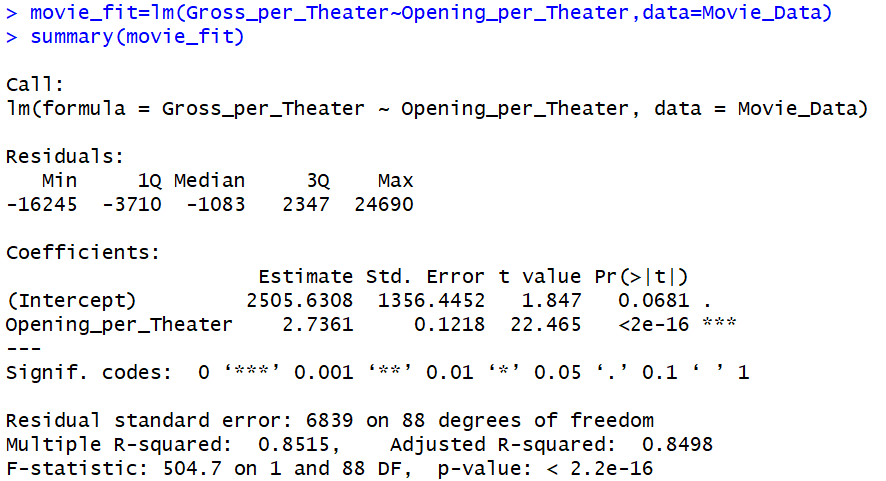 > movie_fit=lm(Gross_per_Theater~Opening_per_Theater,data=Movie_Data)
> summary(movie_fit)
Call:
lm(formula = Gross_per_Theater ~ Opening_per_Theater, data = Movie_Data)
Residuals:
   Min     1Q Median     3Q    Max
-16245  -3710  -1083   2347  24690
Coefficients:
                     Estimate Std. Error t value Pr(>|t|)
(Intercept)         2505.6308  1356.4452   1.847   0.0681 .
Opening_per_Theater    2.7361     0.1218  22.465   <2e-16 ***
---
Signif. codes:  0 ‘***’ 0.001 ‘**’ 0.01 ‘*’ 0.05 ‘.’ 0.1 ‘ ’ 1
Residual standard error: 6839 on 88 degrees of freedom
Multiple R-squared:  0.8515,    Adjusted R-squared:  0.8498
F-statistic: 504.7 on 1 and 88 DF,  p-value: < 2.2e-16